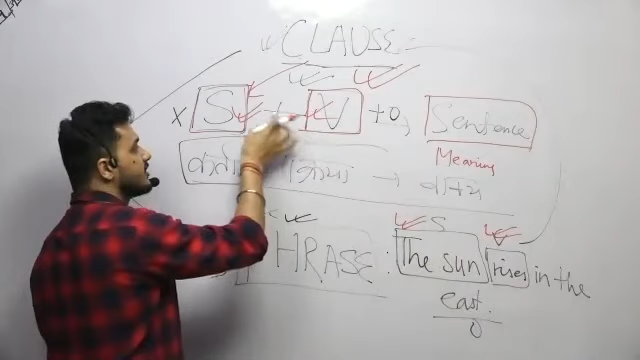 CLAUSE
x S + V + O → Sentence
Meaning
कर्ता क्रिया → वाक्य
S
PHRASE : The sun rises in the
east.
O